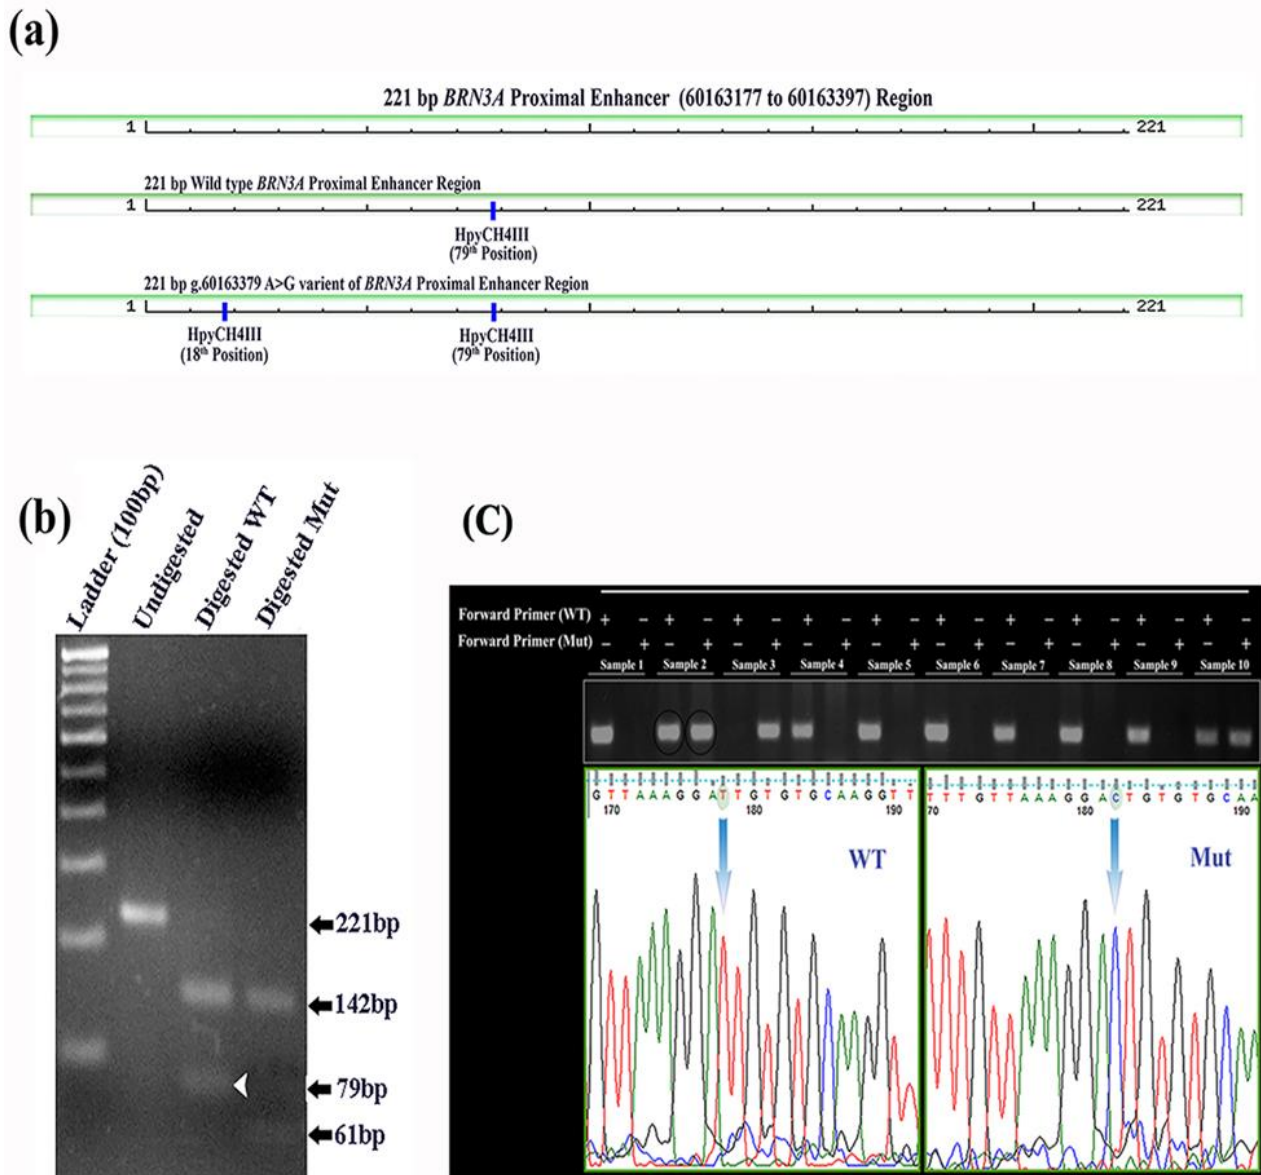 (a)
221 bp BRN3A Proximal Enhancer (60163177 to 60163397) Region
1 221
221 bp Wild type BRN3A Proximal Enhancer Region
1 221
HpyCH4III
(79th Position)
221 bp g.60163379 A>G varient of BRN3A Proximal Enhancer Region
1 221
HpyCH4III HpyCH4III
(18th Position) (79th Position)
(b)
Ladder (100bp)
Undigested
Digested WT
Digested Mut
221bp
142bp
79bp
61bp
(C)
Forward Primer (WT) + - + - + - + - + - + - + - + - + - + -
Forward Primer (Mut) - + - + - + - + - + - + - + - + - + - +
Sample 1 Sample 2 Sample 3 Sample 4 Sample 5 Sample 6 Sample 7 Sample 8 Sample 9 Sample 10
G T T A A A G G A T T G T G T G C A A G G T T
170 180 190
WT
T T T G T T A A A G G A C T G T G T G C A A
70 180 190
Mut